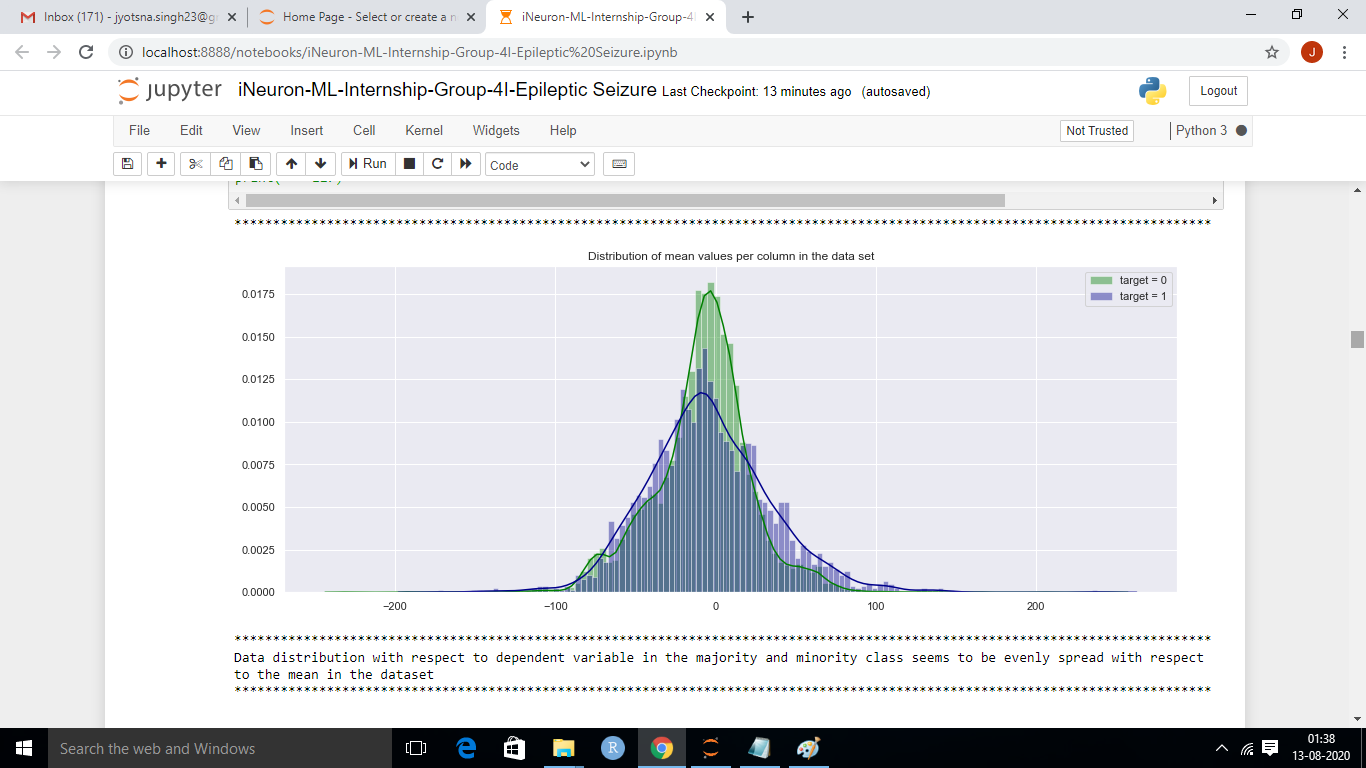 Inbox (171) - jyotsna.singh23@g
Home Page - Select or create a n
iNeuron-ML-Internship-Group-4I
localhost:8888/notebooks/iNeuron-ML-Internship-Group-4I-Epileptic%20Seizure.ipynb
J
jupyter iNeuron-ML-Internship-Group-4I-Epileptic Seizure Last Checkpoint: 13 minutes ago (autosaved)
Logout
File Edit View Insert Cell Kernel Widgets Help
Not Trusted
Python 3
Run
Code
*******************************************************************************************************************************
Distribution of mean values per column in the data set
target = 0
target = 1
0.0175
0.0150
0.0125
0.0100
0.0075
0.0050
0.0025
0.0000
−200 −100 0 100 200
*******************************************************************************************************************************
Data distribution with respect to dependent variable in the majority and minority class seems to be evenly spread with respect
to the mean in the dataset
*******************************************************************************************************************************
Search the web and Windows
R
01:38
13-08-2020